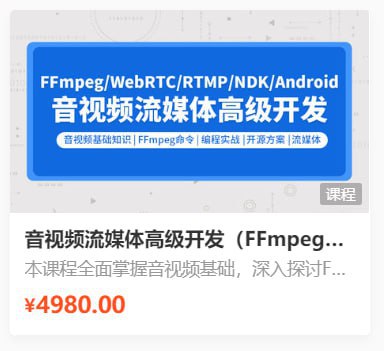 FFmpeg/WebRTC/RTMP/NDK/Android
音视频流媒体高级开发
音视频基础知识 | FFmpeg命令 | 编程实战 | 开源方案 | 流媒体
课程
音视频流媒体高级开发（FFmpeg...
本课程全面掌握音视频基础，深入探讨F...
¥4980.00